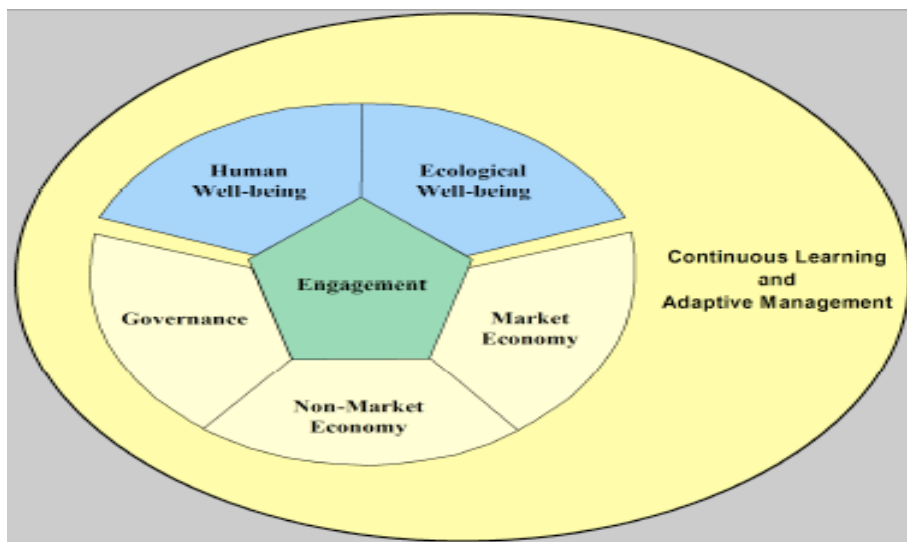 Human
Well-being
Ecological
Well-being
Engagement
Governance
Market
Economy
Non-Market
Economy
Continuous Learning
and
Adaptive Management